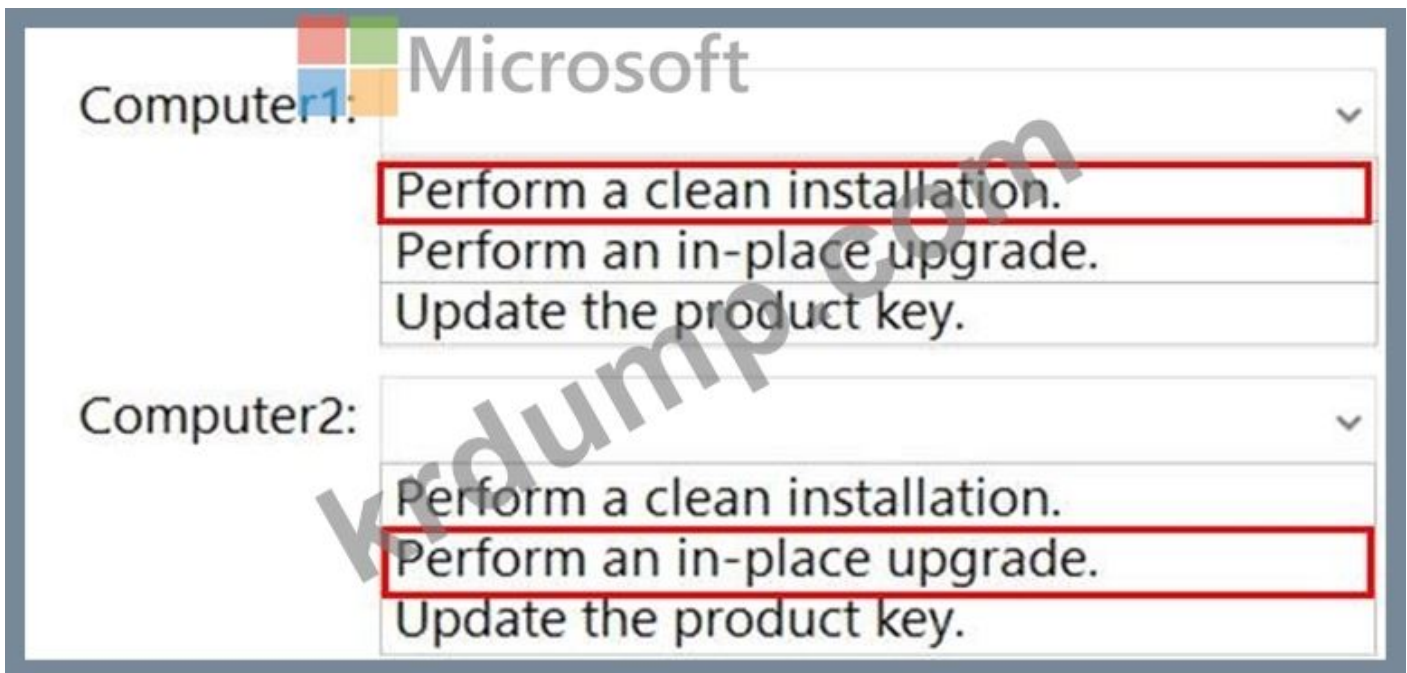 Microsoft
Computer1:
Perform a clean installation.
Perform an in-place upgrade.
Update the product key.
Computer2:
Perform a clean installation.
Perform an in-place upgrade.
Update the product key.
krdump.com